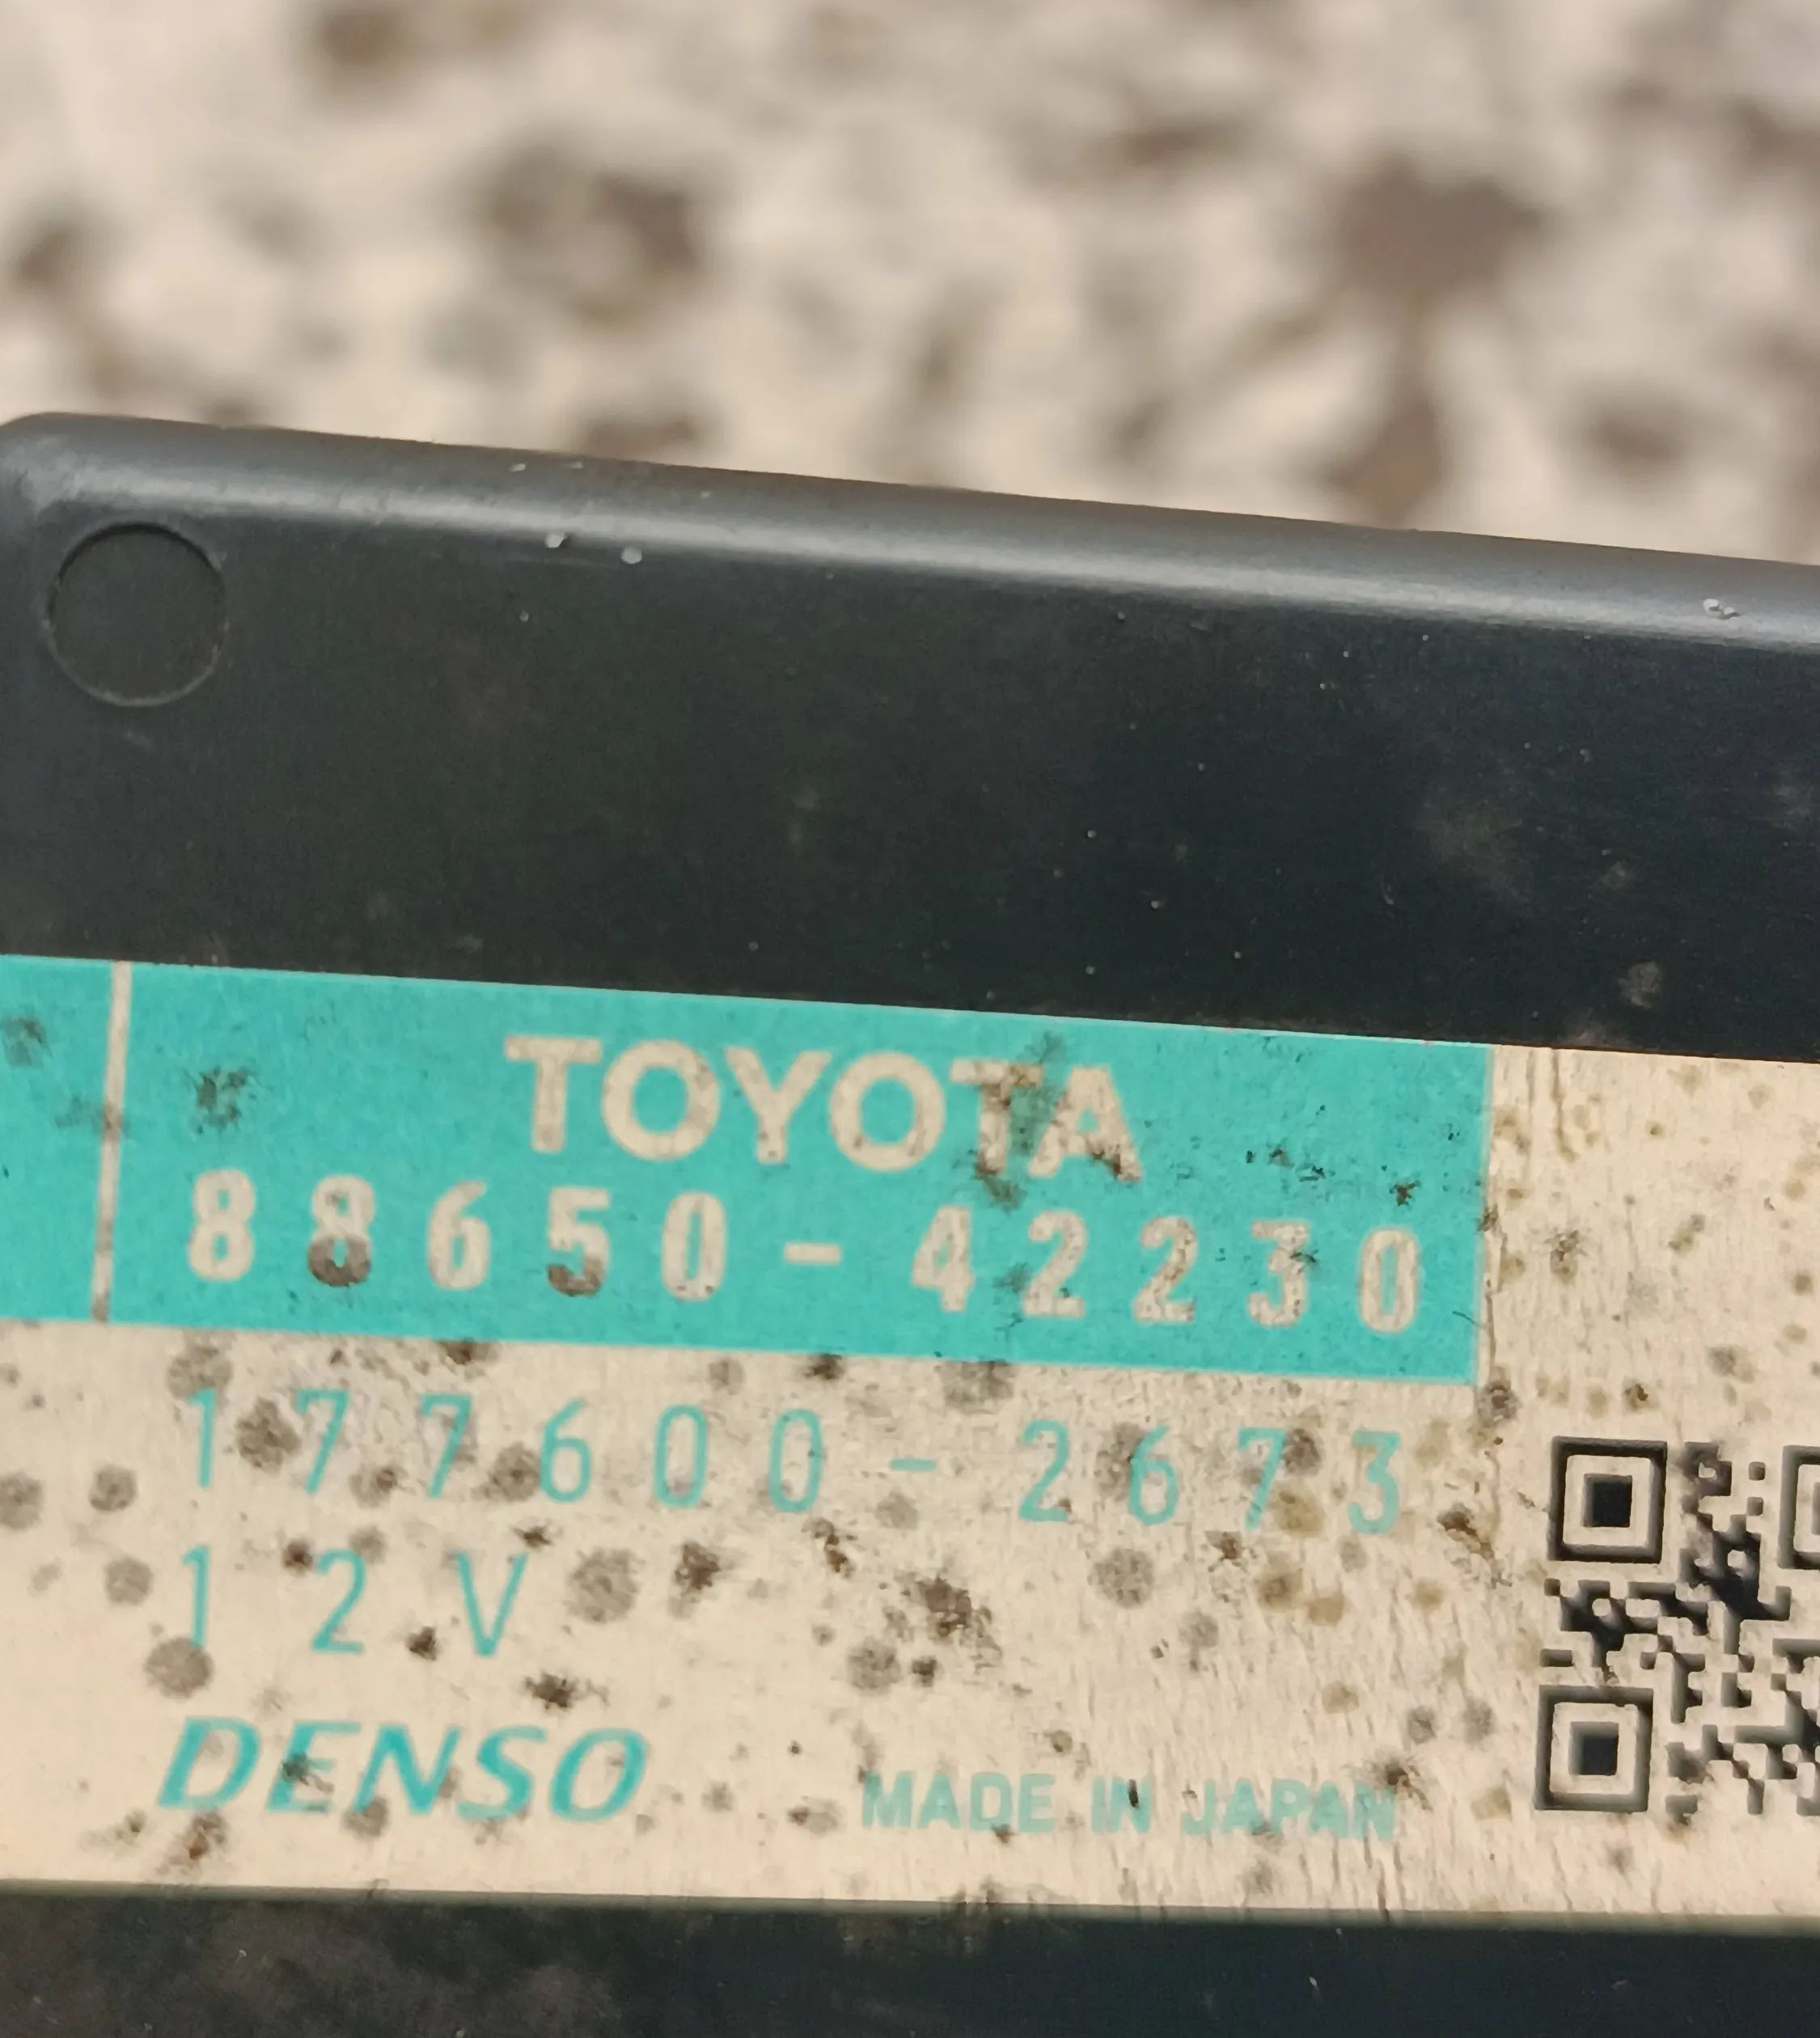 TOYOTA
88650-42230
177600-2673
12V
DENSO
MADE IN JAPAN